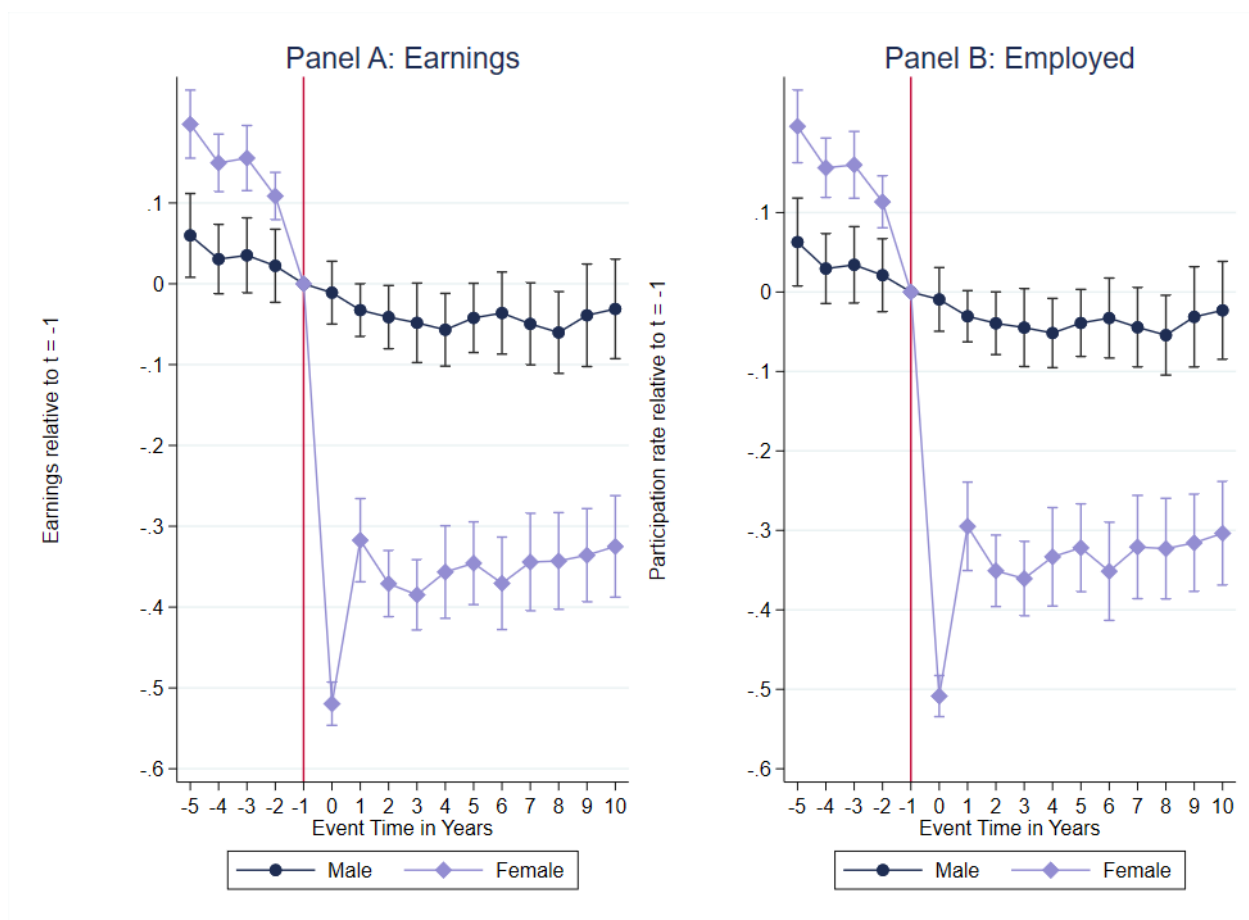 Panel A: Earnings
Earnings relative to t = -1
.1
0
-.1
-.2
-.3
-.4
-.5
-.6
-5 -4 -3 -2 -1 0 1 2 3 4 5 6 7 8 9 10
Event Time in Years
Male Female
Panel B: Employed
Participation rate relative to t = -1
.1
0
-.1
-.2
-.3
-.4
-.5
-.6
-5 -4 -3 -2 -1 0 1 2 3 4 5 6 7 8 9 10
Event Time in Years
Male Female